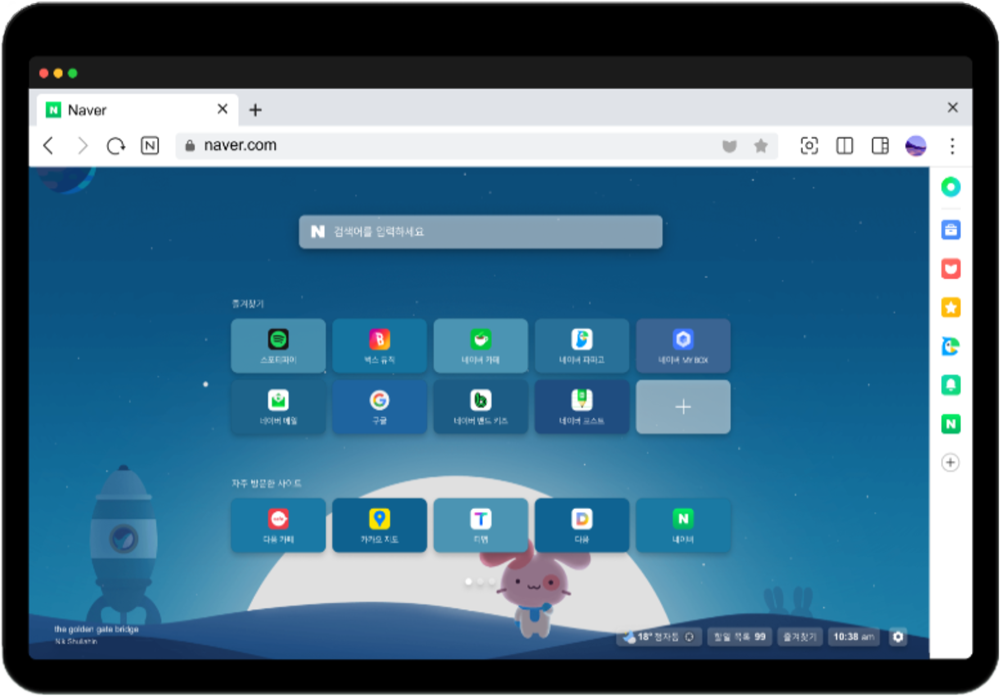 N Naver
N
naver.com
N 검색어를 입력하세요
즐겨찾기
스포티파이
벅스 뮤직
네이버 카페
네이버 파파고
네이버 MY BOX
네이버 메일
구글
네이버 밴드 키즈
네이버 포스트
자주 방문한 사이트
다음 카페
카카오 지도
티맵
다음
네이버
the golden gate bridge
Nik Shuliahin
18° 정자동
할일 목록 99
즐겨찾기
10:38 am
N